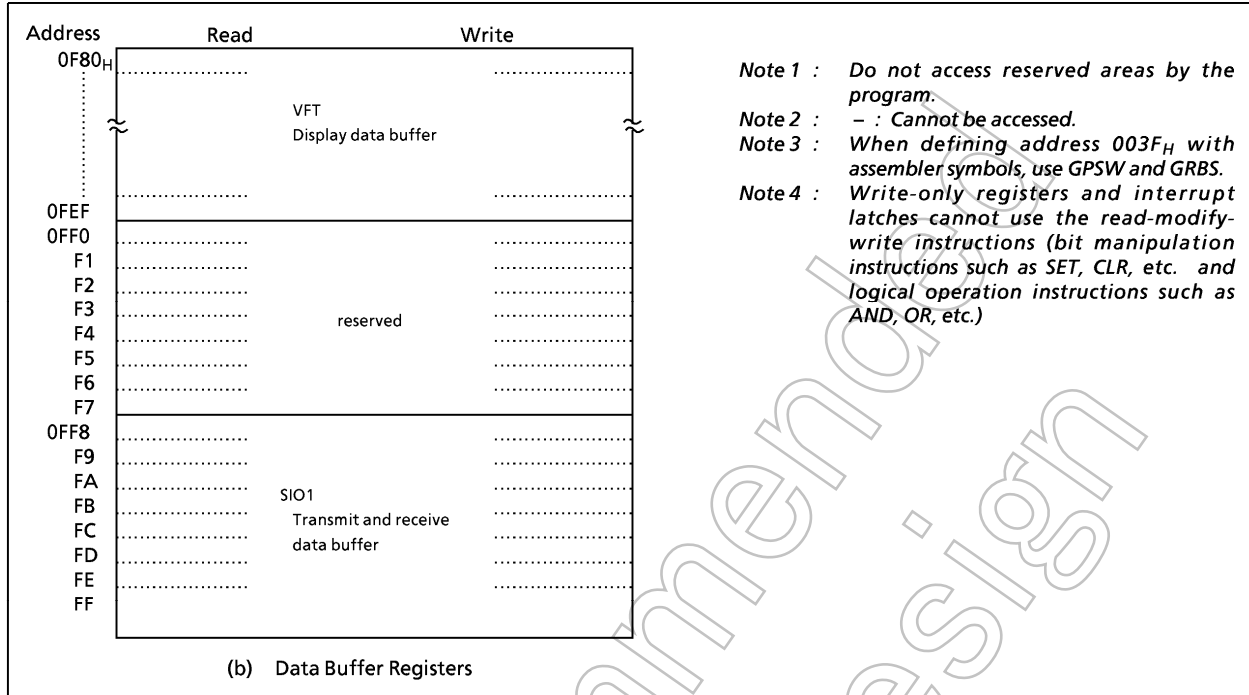 Address Read Write
0F80H
VFT
Display data buffer
0FEF
0FF0
F1
F2
F3
F4
reserved
F5
F6
F7
0FF8
F9
FA
SIO1
FB
Transmit and receive
FC
data buffer
FD
FE
FF
(b) Data Buffer Registers
Note 1 : Do not access reserved areas by the
program.
Note 2 : – : Cannot be accessed.
Note 3 : When defining address 003FH with
assembler symbols, use GPSW and GRBS.
Note 4 : Write-only registers and interrupt
latches cannot use the read-modify-
write instructions (bit manipulation
instructions such as SET, CLR, etc. and
logical operation instructions such as
AND, OR, etc.)
mmended
esign